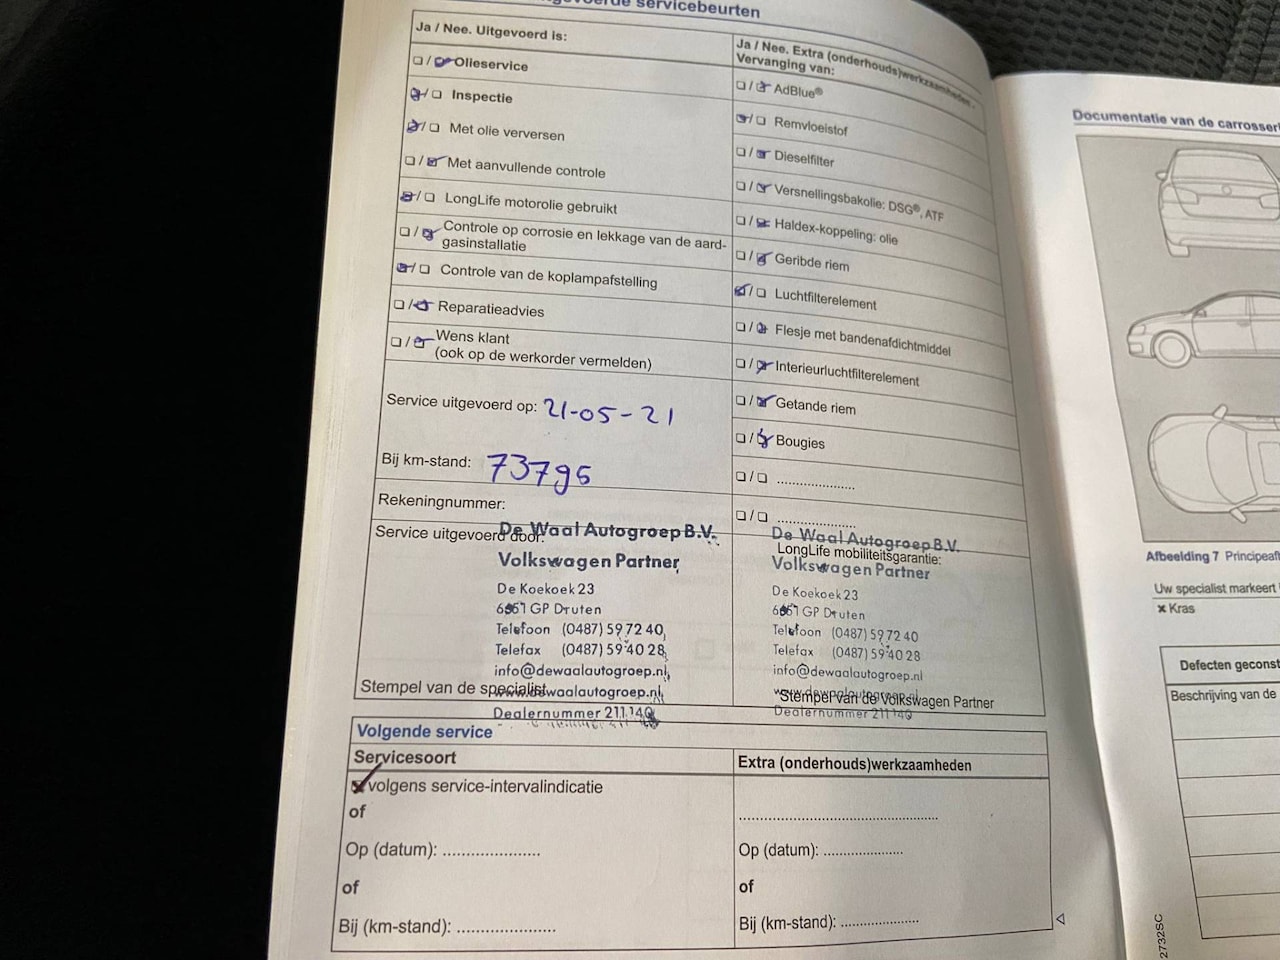 servicebeurten
Ja / Nee. Uitgevoerd is:
☐ / ☑ Olieservice
☑ / ☐ Inspectie
☑ / ☐ Met olie verversen
☐ / ☑ Met aanvullende controle
☑ / ☐ LongLife motorolie gebruikt
☐ / ☑ Controle op corrosie en lekkage van de aard-
gasinstallatie
☑ / ☐ Controle van de koplampafstelling
☐ / ☑ Reparatieadvies
☐ / ☑ Wens klant
(ook op de werkorder vermelden)
Service uitgevoerd op: 21-05-21
Bij km-stand: 73795
Rekeningnummer:
Service uitgevoerd door:
De Waal Autogroep B.V.
Volkswagen Partner
De Koekoek 23
6651 GP Druten
Telefoon (0487) 59 72 40
Telefax (0487) 59 40 28
info@dewaalautogroep.nl
Stempel van de specialist
www.dewaalautogroep.nl
Dealernummer 211140
Ja / Nee. Extra (onderhouds)werkzaamheden -
Vervanging van:
☐ / ☑ AdBlue®
☑ / ☐ Remvloeistof
☐ / ☑ Dieselfilter
☐ / ☑ Versnellingsbakolie: DSG®, ATF
☐ / ☑ Haldex-koppeling: olie
☐ / ☑ Geribde riem
☑ / ☐ Luchtfilterelement
☐ / ☑ Flesje met bandenafdichtmiddel
☐ / ☑ Interieurluchtfilterelement
☐ / ☑ Getande riem
☐ / ☑ Bougies
☐ / ☐ ....................
☐ / ☐ ....................
De Waal Autogroep B.V.
LongLife mobiliteitsgarantie:
Volkswagen Partner
De Koekoek 23
6651 GP Druten
Telefoon (0487) 59 72 40
Telefax (0487) 59 40 28
info@dewaalautogroep.nl
www.dewaalautogroep.nl
Stempel van de Volkswagen Partner
Dealernummer 211140
Volgende service
Servicesoort
☑ volgens service-intervalindicatie
of
Op (datum): ....................
of
Bij (km-stand): ....................
Extra (onderhouds)werkzaamheden
........................................
Op (datum): ................
of
Bij (km-stand): ................
Documentatie van de
Afbeelding 7
Uw specialist markeert
× Kras
Defecten
Beschrijving van de
2732SC